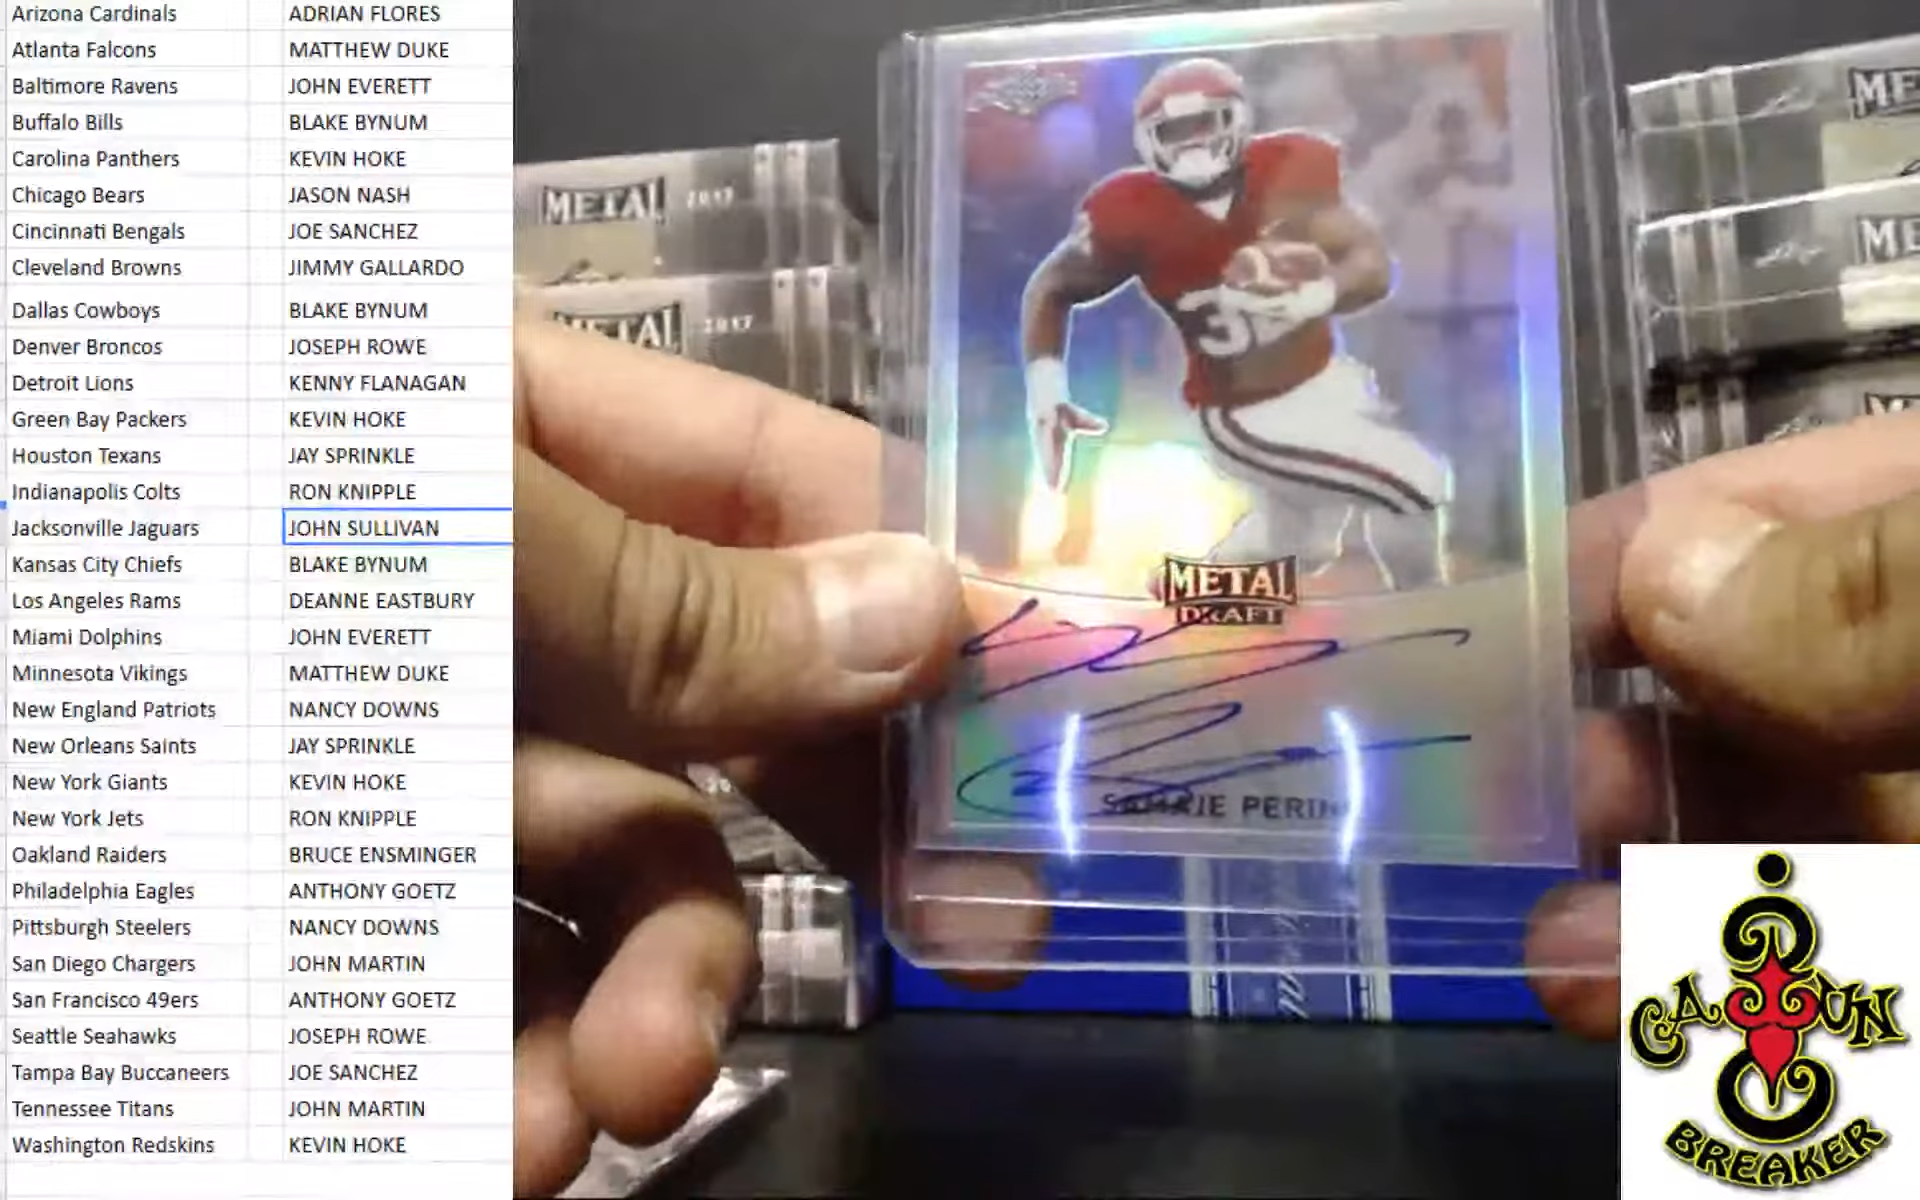 Arizona Cardinals ADRIAN FLORES
Atlanta Falcons MATTHEW DUKE
Baltimore Ravens JOHN EVERETT
Buffalo Bills BLAKE BYNUM
Carolina Panthers KEVIN HOKE
Chicago Bears JASON NASH
Cincinnati Bengals JOE SANCHEZ
Cleveland Browns JIMMY GALLARDO
Dallas Cowboys BLAKE BYNUM
Denver Broncos JOSEPH ROWE
Detroit Lions KENNY FLANAGAN
Green Bay Packers KEVIN HOKE
Houston Texans JAY SPRINKLE
Indianapolis Colts RON KNIPPLE
Jacksonville Jaguars JOHN SULLIVAN
Kansas City Chiefs BLAKE BYNUM
Los Angeles Rams DEANNE EASTBURY
Miami Dolphins JOHN EVERETT
Minnesota Vikings MATTHEW DUKE
New England Patriots NANCY DOWNS
New Orleans Saints JAY SPRINKLE
New York Giants KEVIN HOKE
New York Jets RON KNIPPLE
Oakland Raiders BRUCE ENSMINGER
Philadelphia Eagles ANTHONY GOETZ
Pittsburgh Steelers NANCY DOWNS
San Diego Chargers JOHN MARTIN
San Francisco 49ers ANTHONY GOETZ
Seattle Seahawks JOSEPH ROWE
Tampa Bay Buccaneers JOE SANCHEZ
Tennessee Titans JOHN MARTIN
Washington Redskins KEVIN HOKE
METAL 2017
METAL 2017
METAL
DRAFT
PERIN
CAJUN
BREAKER